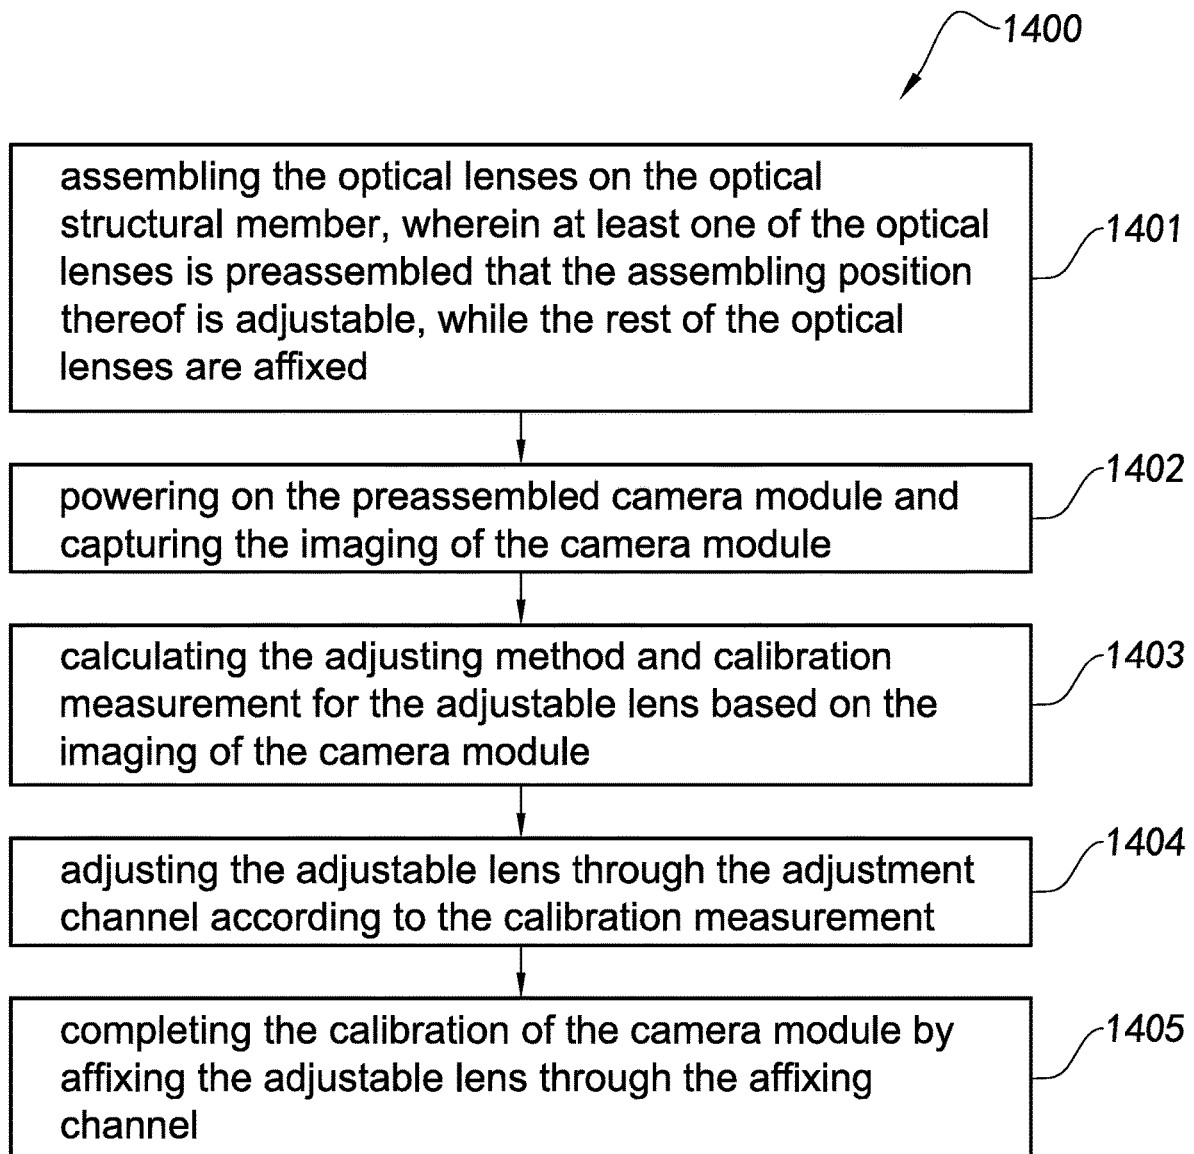 1400
assembling the optical lenses on the optical
structural member, wherein at least one of the optical
lenses is preassembled that the assembling position
thereof is adjustable, while the rest of the optical
lenses are affixed
1401
powering on the preassembled camera module and
capturing the imaging of the camera module
1402
calculating the adjusting method and calibration
measurement for the adjustable lens based on the
imaging of the camera module
1403
adjusting the adjustable lens through the adjustment
channel according to the calibration measurement
1404
completing the calibration of the camera module by
affixing the adjustable lens through the affixing
channel
1405